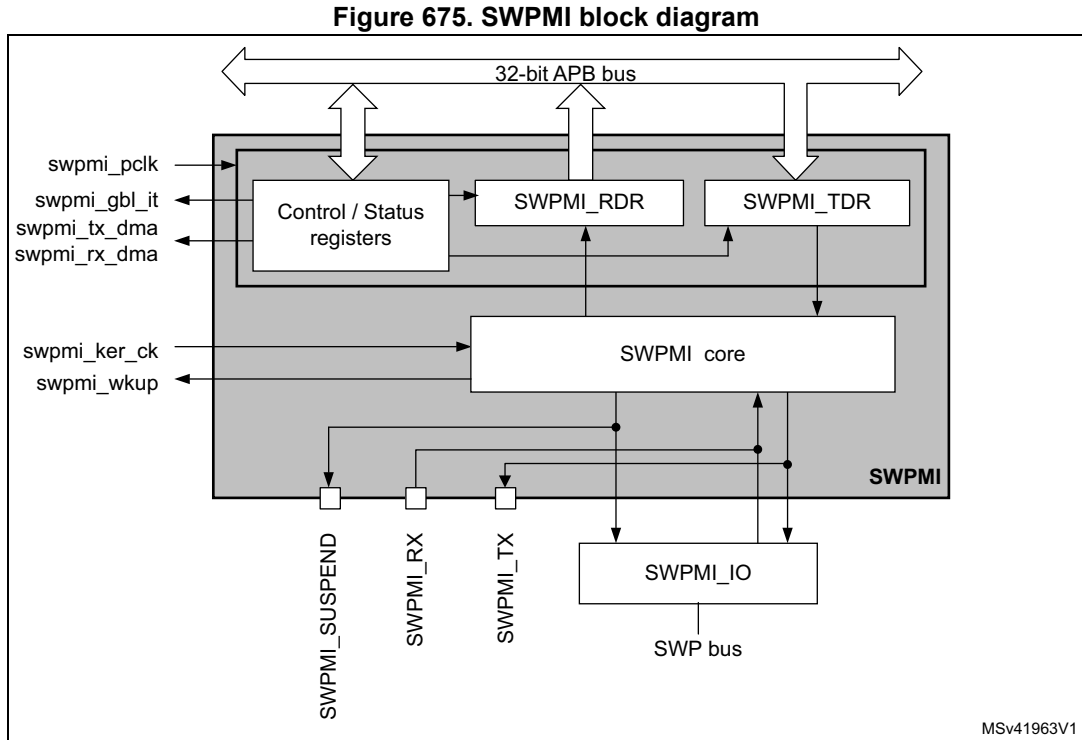 Figure 675. SWPMI block diagram
32-bit APB bus
swpmi_pclk
swpmi_gbl_it
swpmi_tx_dma
swpmi_rx_dma
Control / Status
registers
SWPMI_RDR
SWPMI_TDR
swpmi_ker_ck
swpmi_wkup
SWPMI core
SWPMI
SWPMI_SUSPEND
SWPMI_RX
SWPMI_TX
SWPMI_IO
SWP bus
MSv41963V1